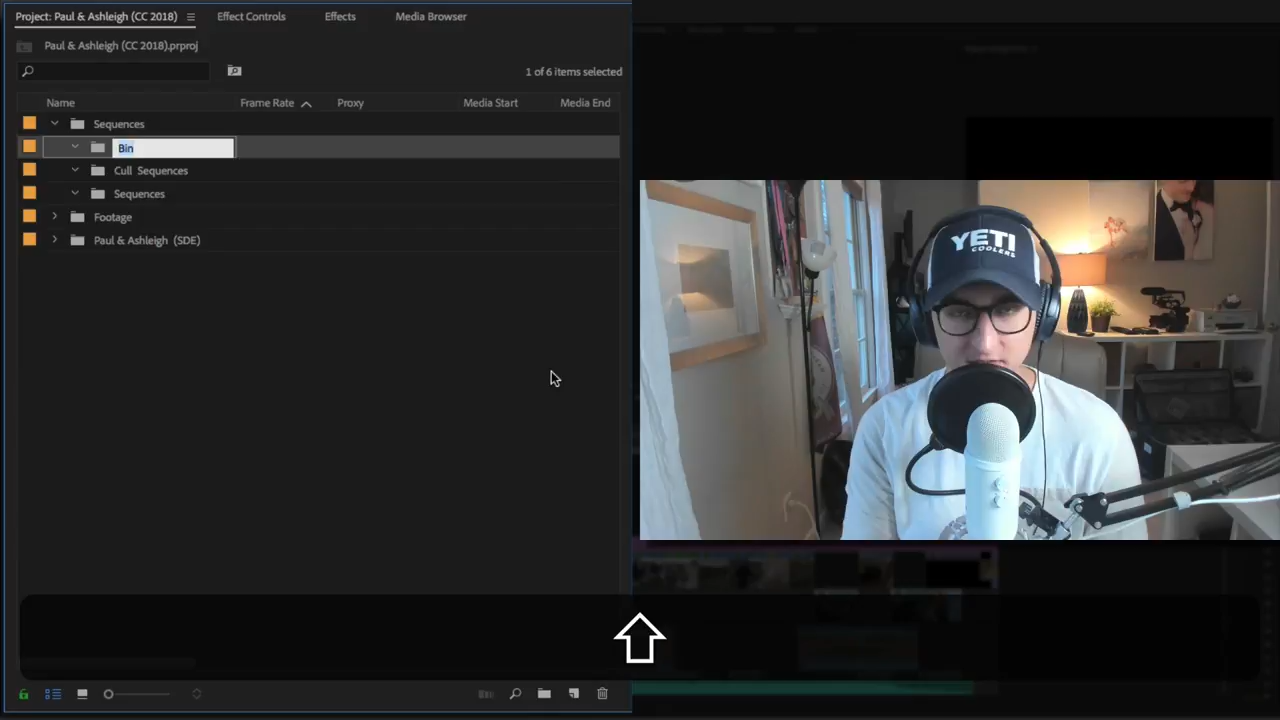 Project: Paul & Ashleigh (CC 2018)
Effect Controls
Effects
Media Browser
Paul & Ashleigh (CC 2018).prproj
1 of 6 items selected
Name
Frame Rate
Proxy
Media Start
Media End
Sequences
Bin
Cull Sequences
Sequences
Footage
Paul & Ashleigh (SDE)
YETI
COOLERS